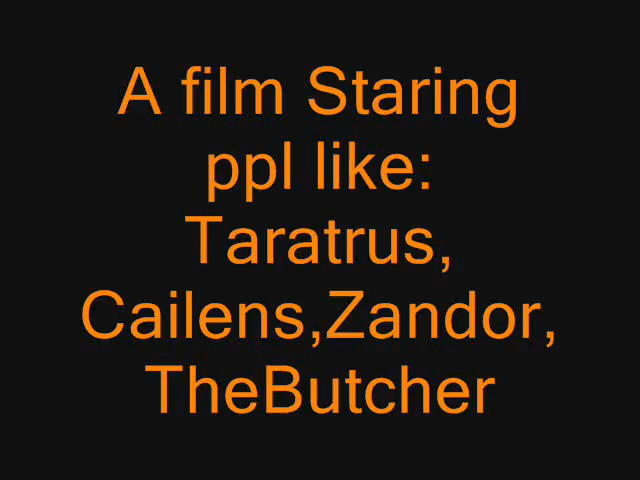 A film Staring
ppl like:
Taratrus,
Cailens,Zandor,
TheButcher